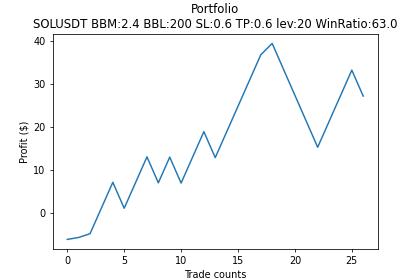 Portfolio
SOLUSDT BBM:2.4 BBL:200 SL:0.6 TP:0.6 lev:20 WinRatio:63.0
40
30
20
10
0
Profit ($)
0 5 10 15 20 25
Trade counts